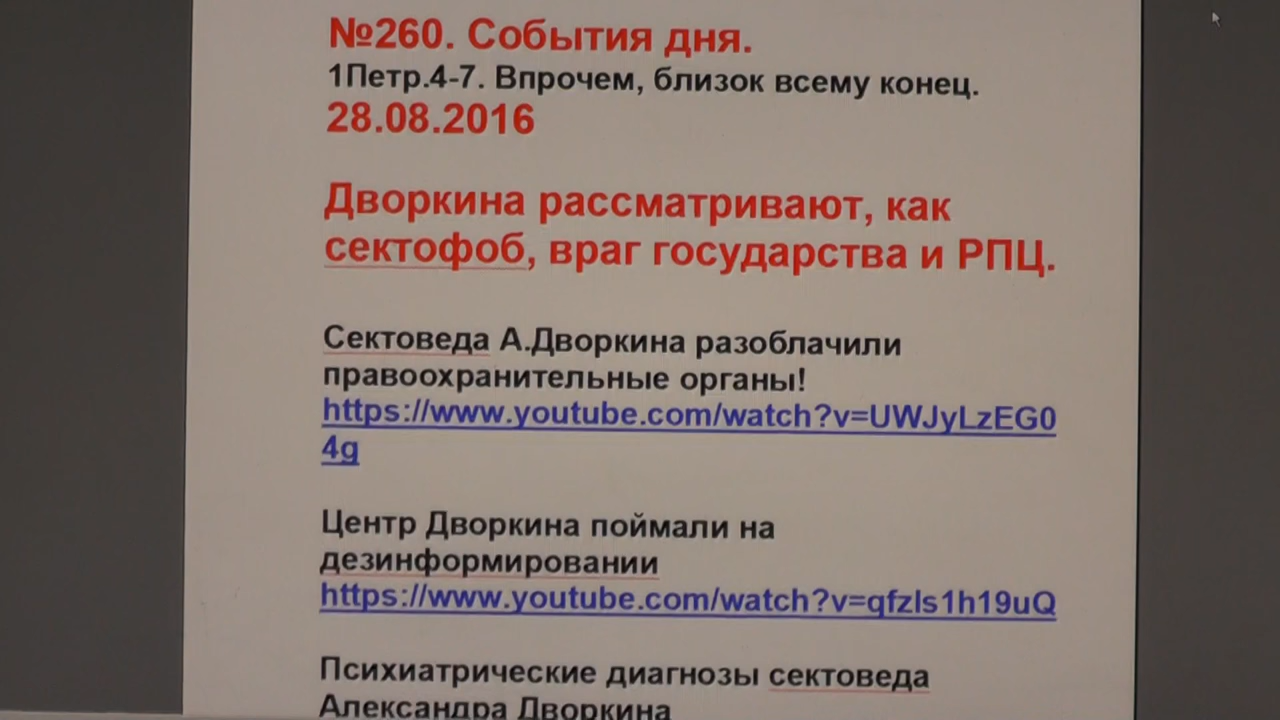 №260. События дня.
1Петр.4-7. Впрочем, близок всему конец.
28.08.2016
Дворкина рассматривают, как
сектофоб, враг государства и РПЦ.
Сектоведа А.Дворкина разоблачили
правоохранительные органы!
https://www.youtube.com/watch?v=UWJyLzEG0
4g
Центр Дворкина поймали на
дезинформировании
https://www.youtube.com/watch?v=qfzls1h19uQ
Психиатрические диагнозы сектоведа
Александра Дворкина